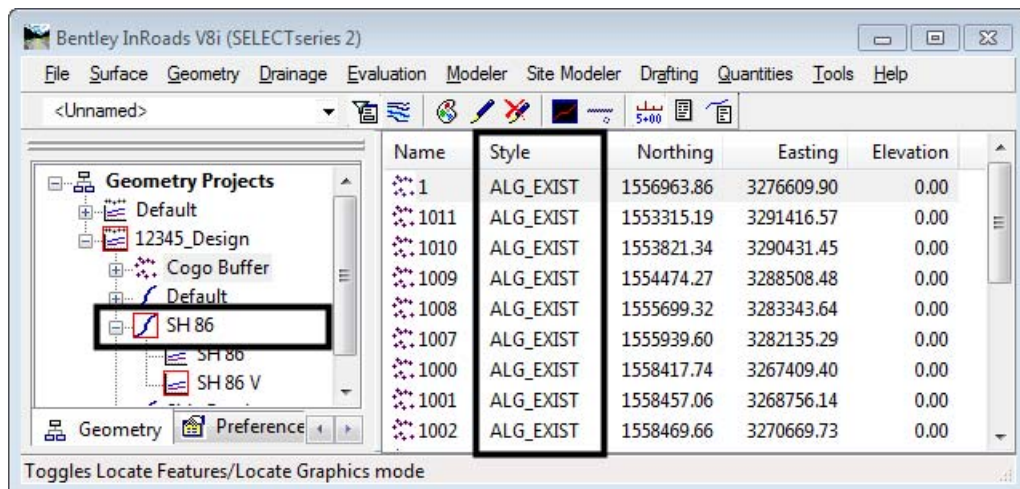 Bentley InRoads V8i (SELECTseries 2)
File Surface Geometry Drainage Evaluation Modeler Site Modeler Drafting Quantities Tools Help
<Unnamed>
5+00
Name Style Northing Easting Elevation
Geometry Projects
Default
12345_Design
Cogo Buffer
Default
SH 86
SH 86
SH 86 V
1 ALG_EXIST 1556963.86 3276609.90 0.00
1011 ALG_EXIST 1553315.19 3291416.57 0.00
1010 ALG_EXIST 1553821.34 3290431.45 0.00
1009 ALG_EXIST 1554474.27 3288508.48 0.00
1008 ALG_EXIST 1555699.32 3283343.64 0.00
1007 ALG_EXIST 1555939.60 3282135.29 0.00
1000 ALG_EXIST 1558417.74 3267409.40 0.00
1001 ALG_EXIST 1558457.06 3268756.14 0.00
1002 ALG_EXIST 1558469.66 3270669.73 0.00
Geometry Preference
Toggles Locate Features/Locate Graphics mode